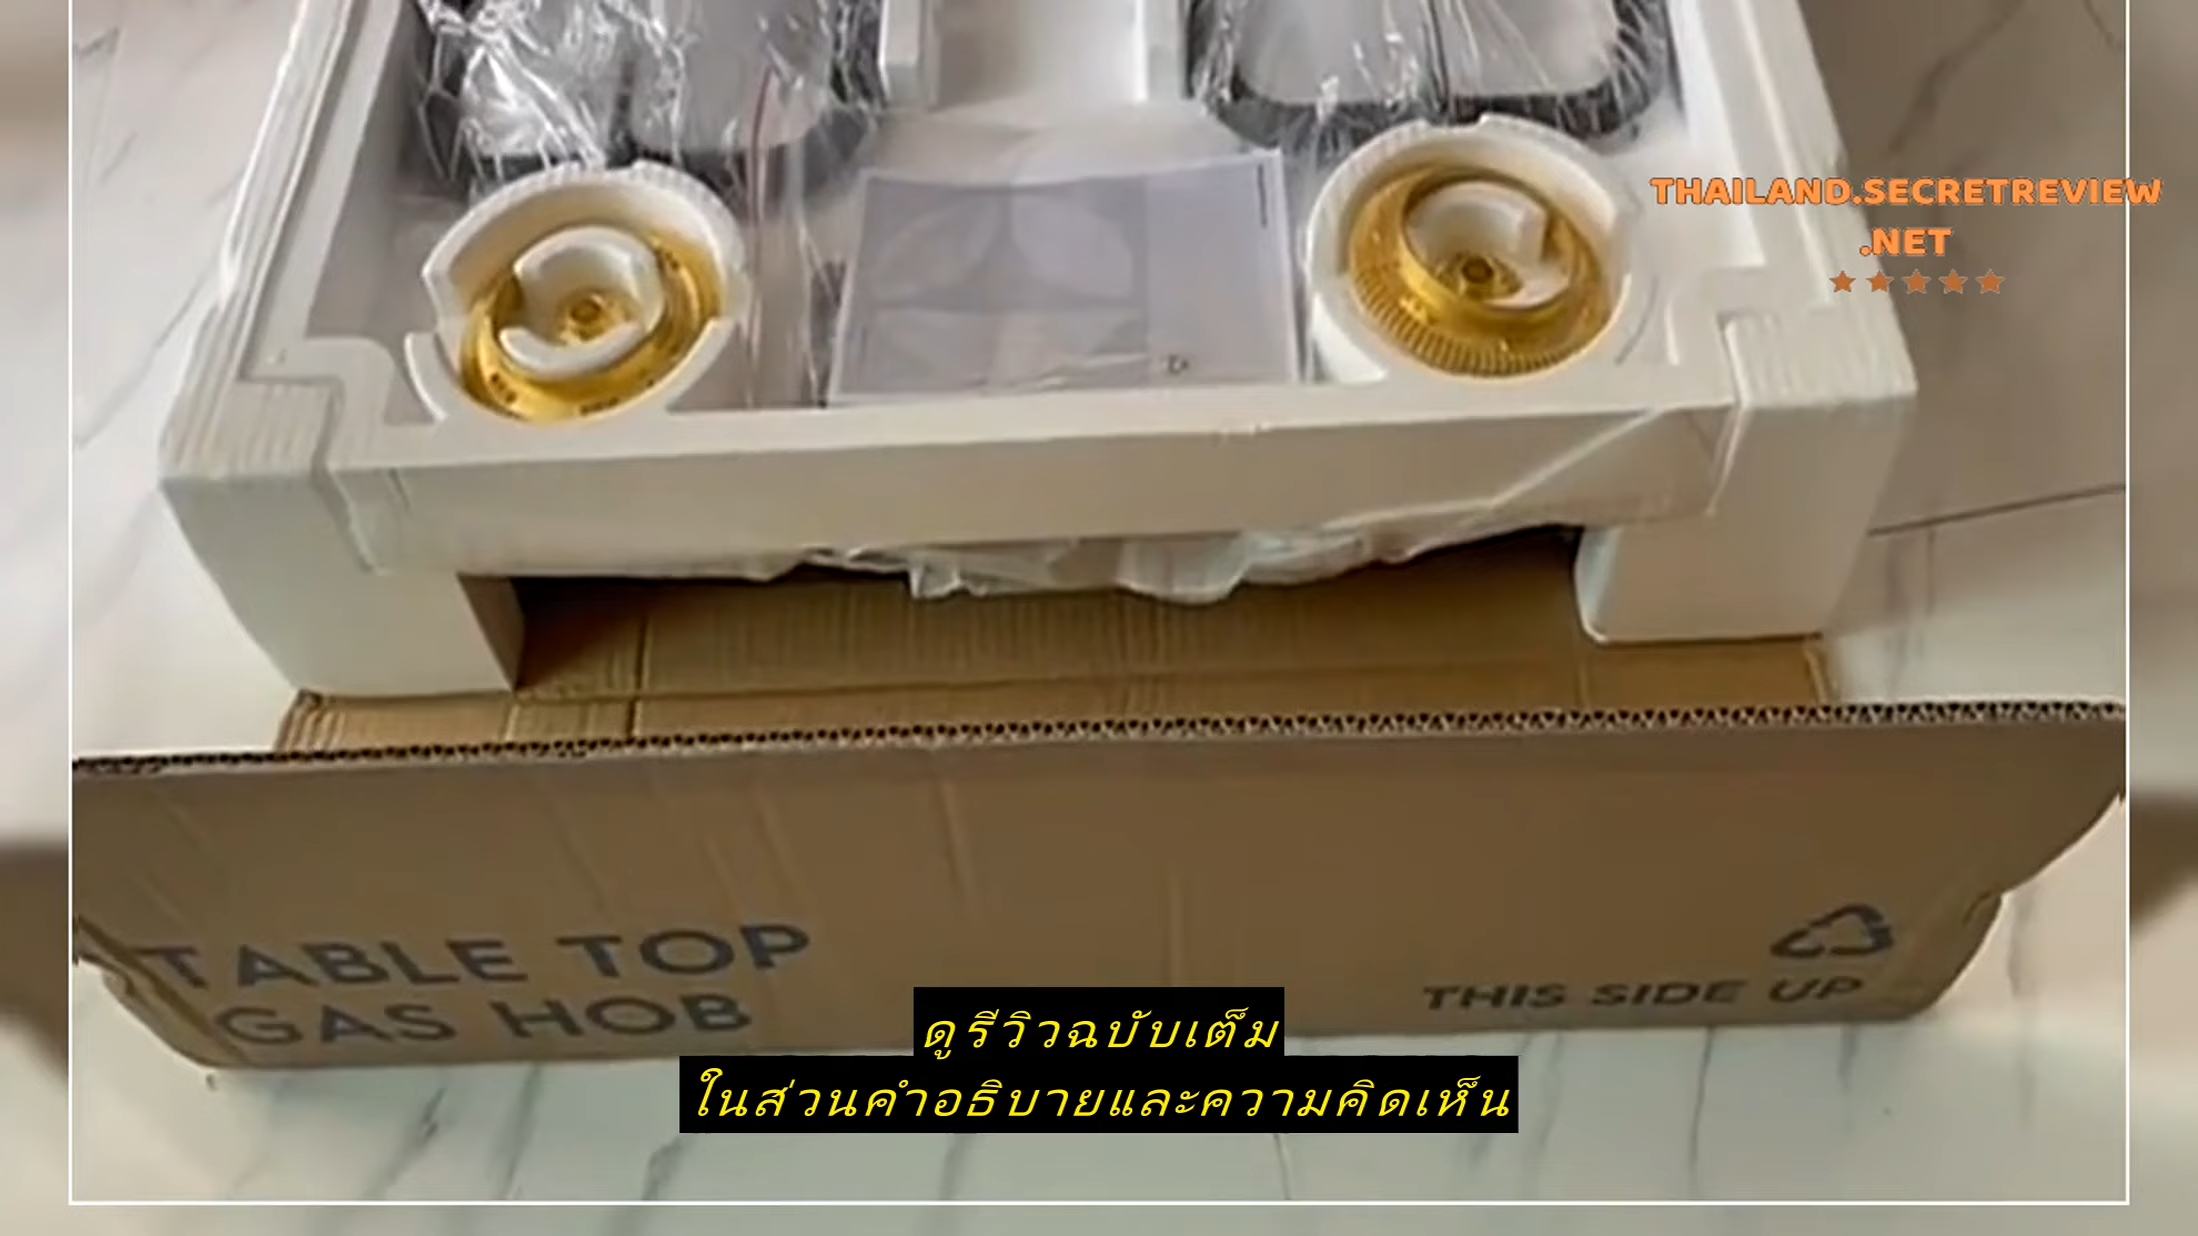 THAILAND.SECRETREVIEW
.NET
TABLE TOP
GAS HOB
THIS SIDE UP
ดูรีวิวฉบับเต็ม
ในส่วนคำอธิบายและความคิดเห็น